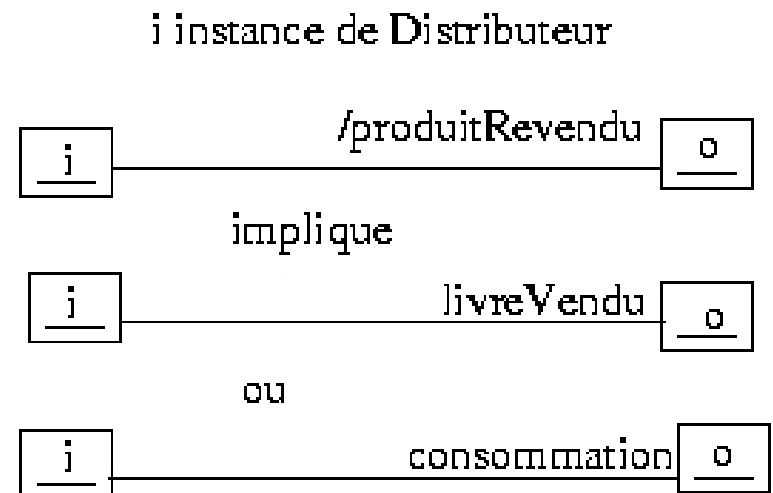 i instance de Distributeur
i /produitRevendu o
implique
i livreVendu o
ou
i consommation o